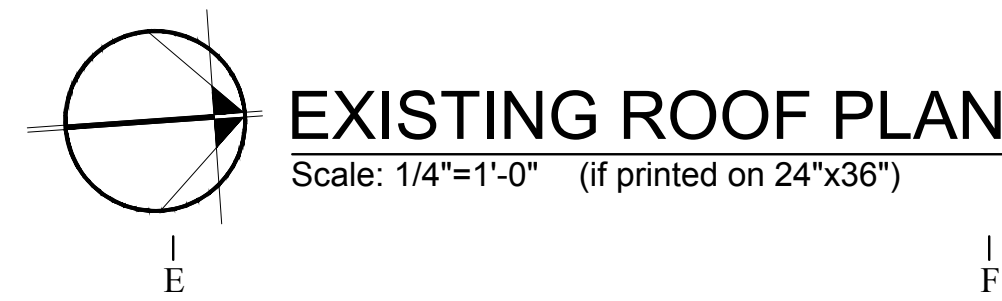 EXISTING ROOF PLAN
Scale: 1/4"=1'-0" (if printed on 24"x36")
E F